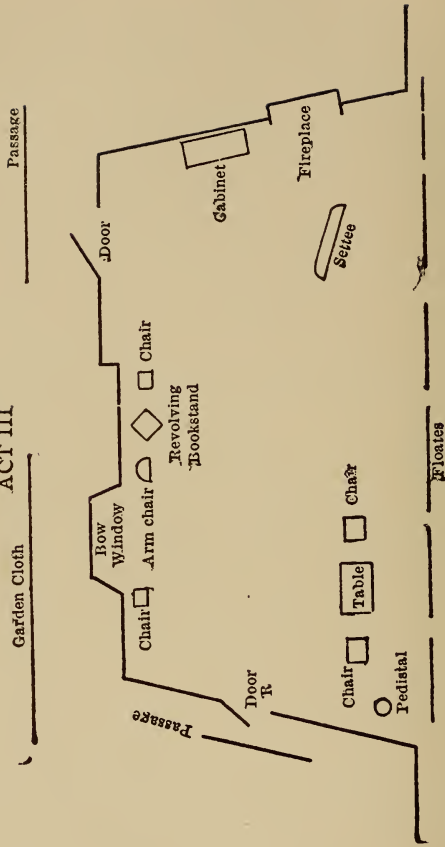 ACT III
Garden Cloth
Passage
Bow
Window
Door
Chair
Arm chair
Chair
Revolving
Bookstand
Cabinet
Fireplace
Settee
Passage
Door
R
Chair
Table
Chair
Pedistal
Floates